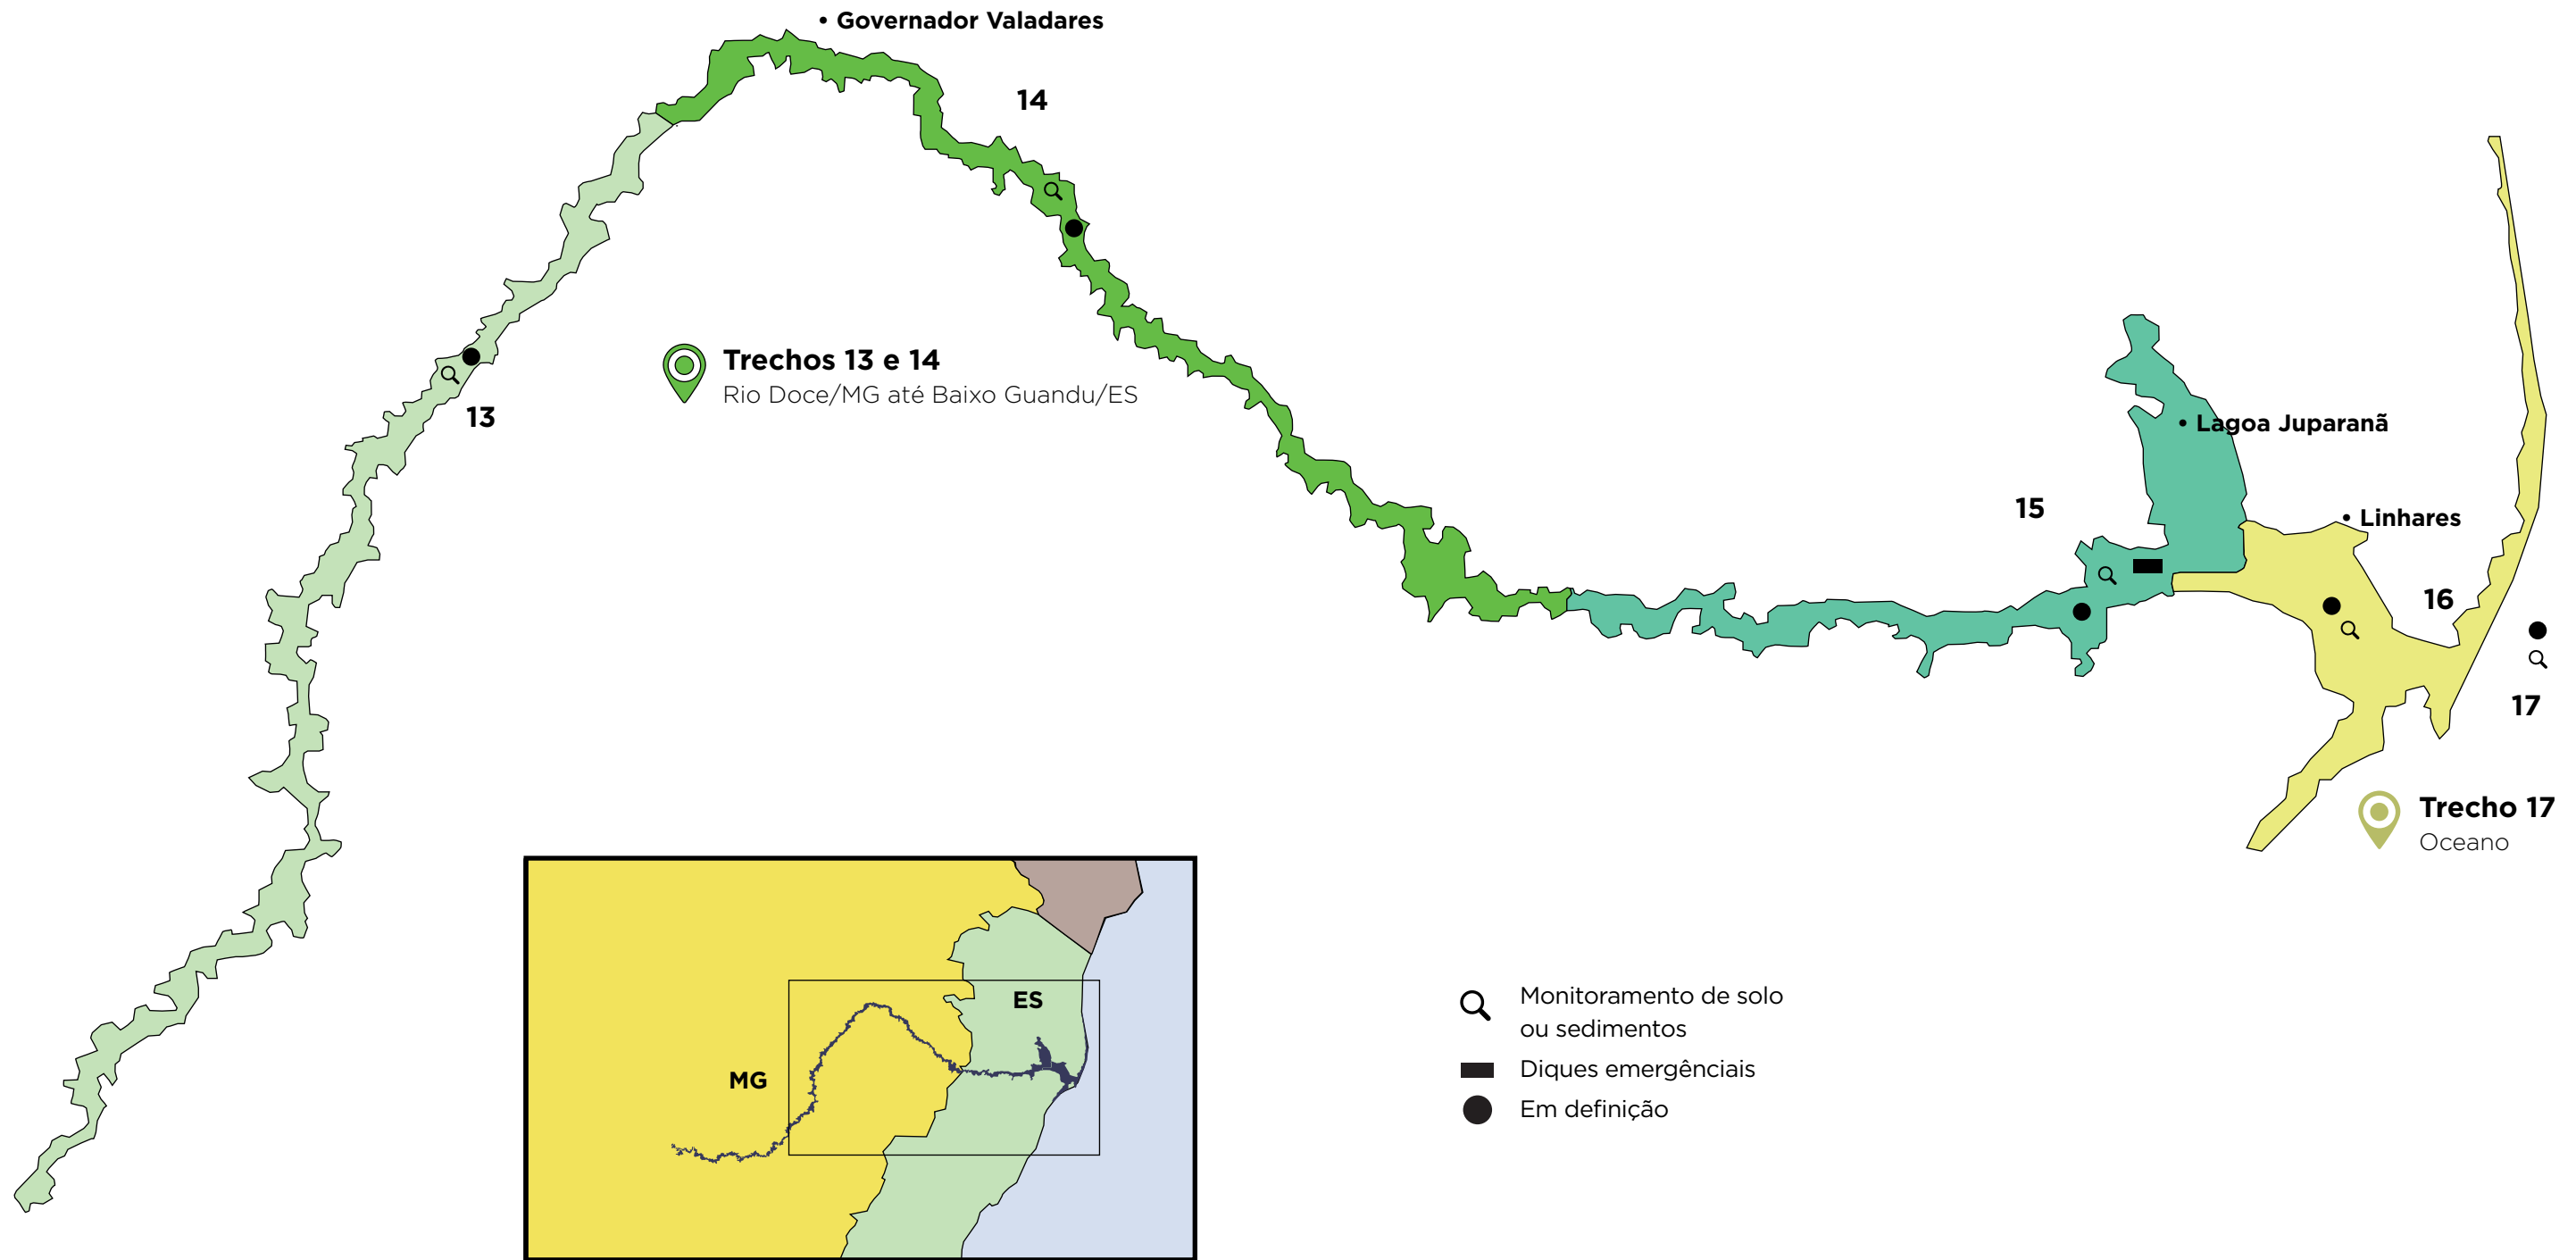 • Governador Valadares
14
Trechos 13 e 14
Rio Doce/MG até Baixo Guandu/ES
13
• Lagoa Juparanã
15
• Linhares
16
17
Trecho 17
Oceano
ES
MG
Monitoramento de solo
ou sedimentos
Diques emergênciais
Em definição